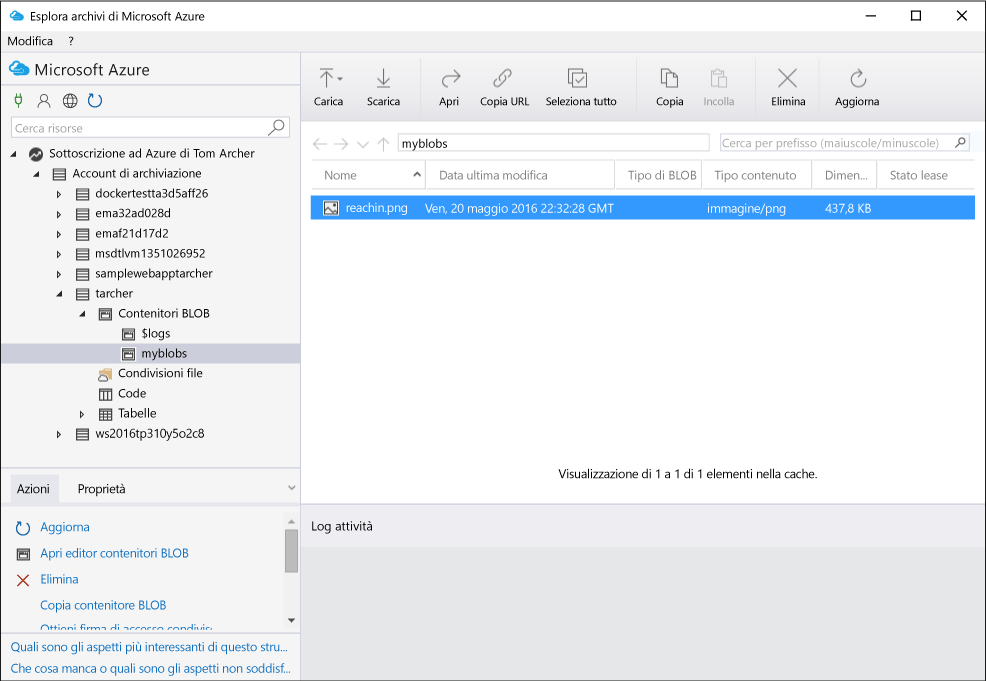 Esplora archivi di Microsoft Azure
Modifica ?
Microsoft Azure
Cerca risorse
Sottoscrizione ad Azure di Tom Archer
Account di archiviazione
dockertestta3d5aff26
ema32ad028d
emaf21d17d2
msdtlvm1351026952
samplewebapptarcher
tarcher
Contenitori BLOB
$logs
myblobs
Condivisioni file
Code
Tabelle
ws2016tp310y5o2c8
Azioni Proprietà
Aggiorna
Apri editor contenitori BLOB
Elimina
Copia contenitore BLOB
Ottieni firma di accesso condivis
Quali sono gli aspetti più interessanti di questo stru...
Che cosa manca o quali sono gli aspetti non soddisf...
Carica Scarica Apri Copia URL Seleziona tutto Copia Incolla Elimina Aggiorna
myblobs Cerca per prefisso (maiuscole/minuscole)
Nome Data ultima modifica Tipo di BLOB Tipo contenuto Dimen... Stato lease
reachin.png Ven, 20 maggio 2016 22:32:28 GMT immagine/png 437,8 KB
Visualizzazione di 1 a 1 di 1 elementi nella cache.
Log attività